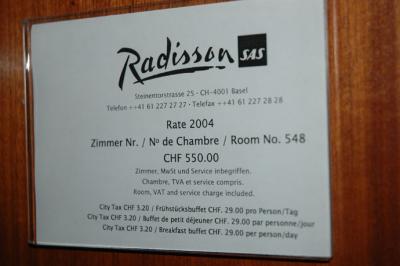 Radisson SAS
Steinentorstrasse 25 - CH-4001 Basel
Telefon ++41 61 227 27 27 - Telefax ++41 61 227 28 28
Rate 2004
Zimmer Nr. / Nº de Chambre / Room No. 548
CHF 550.00
Zimmer, MwSt und Service inbegriffen.
Chambre, TVA et service compris.
Room, VAT and service charge included.
City Tax CHF 3.20 / Frühstücksbuffet CHF. 29.00 pro Person/Tag
City Tax CHF 3.20 / Buffet de petit déjeuner CHF. 29.00 par personne/jour
City Tax CHF 3.20 / Breakfast buffet CHF 29.00 per person/day